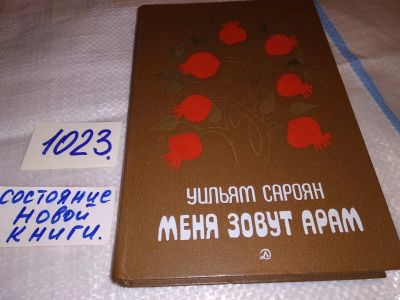 1023.
СОСТОЯНИЕ
НОВОЙ
КНИГИ.
УИЛЬЯМ САРОЯН
МЕНЯ ЗОВУТ АРАМ